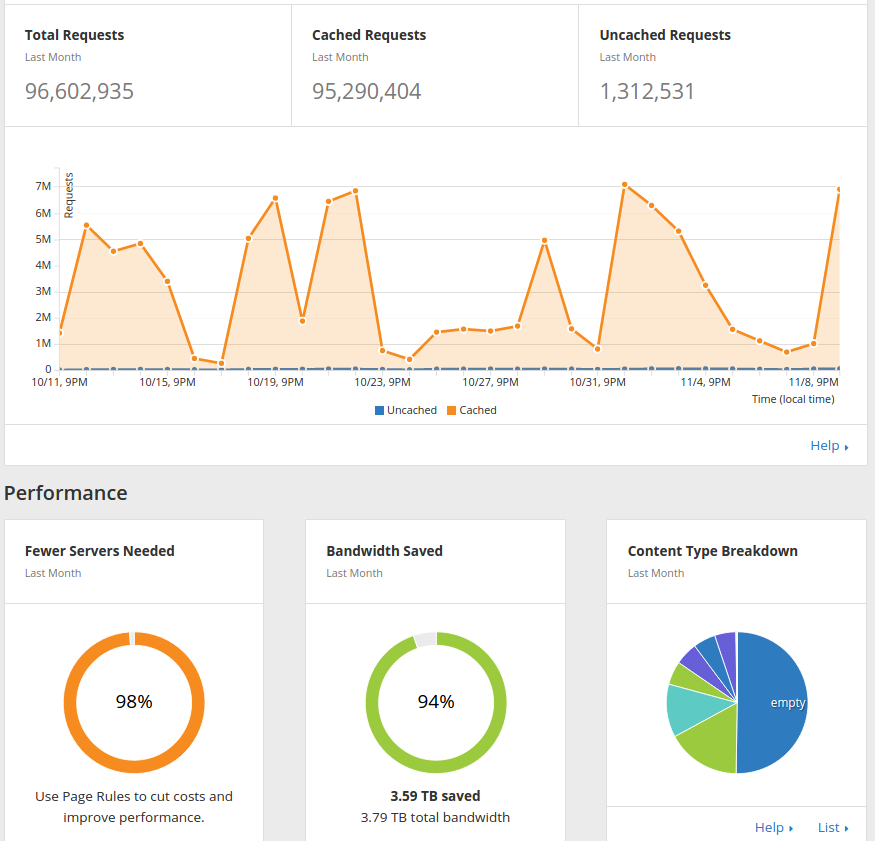 Total Requests
Last Month
96,602,935
Cached Requests
Last Month
95,290,404
Uncached Requests
Last Month
1,312,531
Requests
7M
6M
5M
4M
3M
2M
1M
0
10/11, 9PM 10/15, 9PM 10/19, 9PM 10/23, 9PM 10/27, 9PM 10/31, 9PM 11/4, 9PM 11/8, 9PM
Time (local time)
Uncached Cached
Help
Performance
Fewer Servers Needed
Last Month
98%
Use Page Rules to cut costs and
improve performance.
Bandwidth Saved
Last Month
94%
3.59 TB saved
3.79 TB total bandwidth
Content Type Breakdown
Last Month
empty
Help List